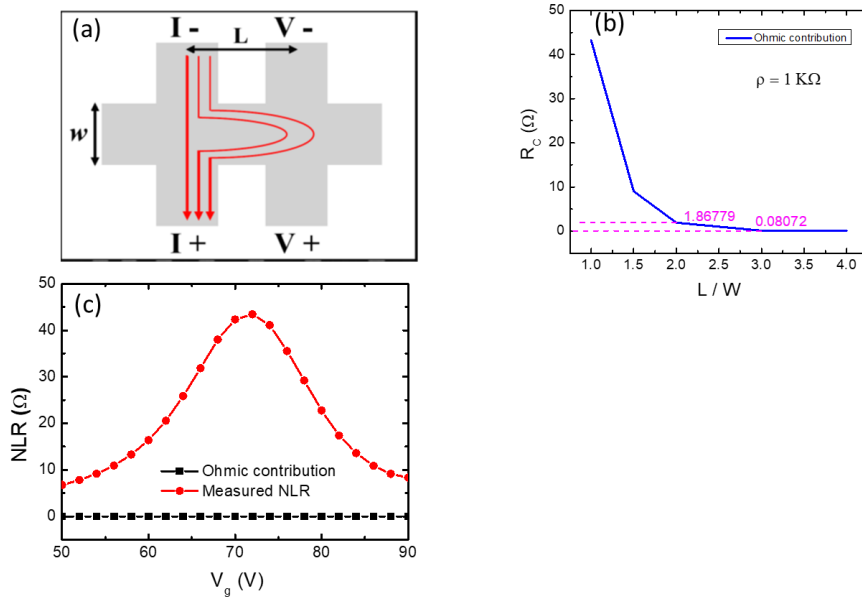 (a)
I - V -
L
w
I + V +
(b)
Ohmic contribution
ρ = 1 KΩ
1.86779
0.08072
50
40
30
20
10
0
R_C (Ω)
1.0 1.5 2.0 2.5 3.0 3.5 4.0
L / W
(c)
50
40
30
20
10
0
NLR (Ω)
Ohmic contribution
Measured NLR
50 60 70 80 90
V_g (V)